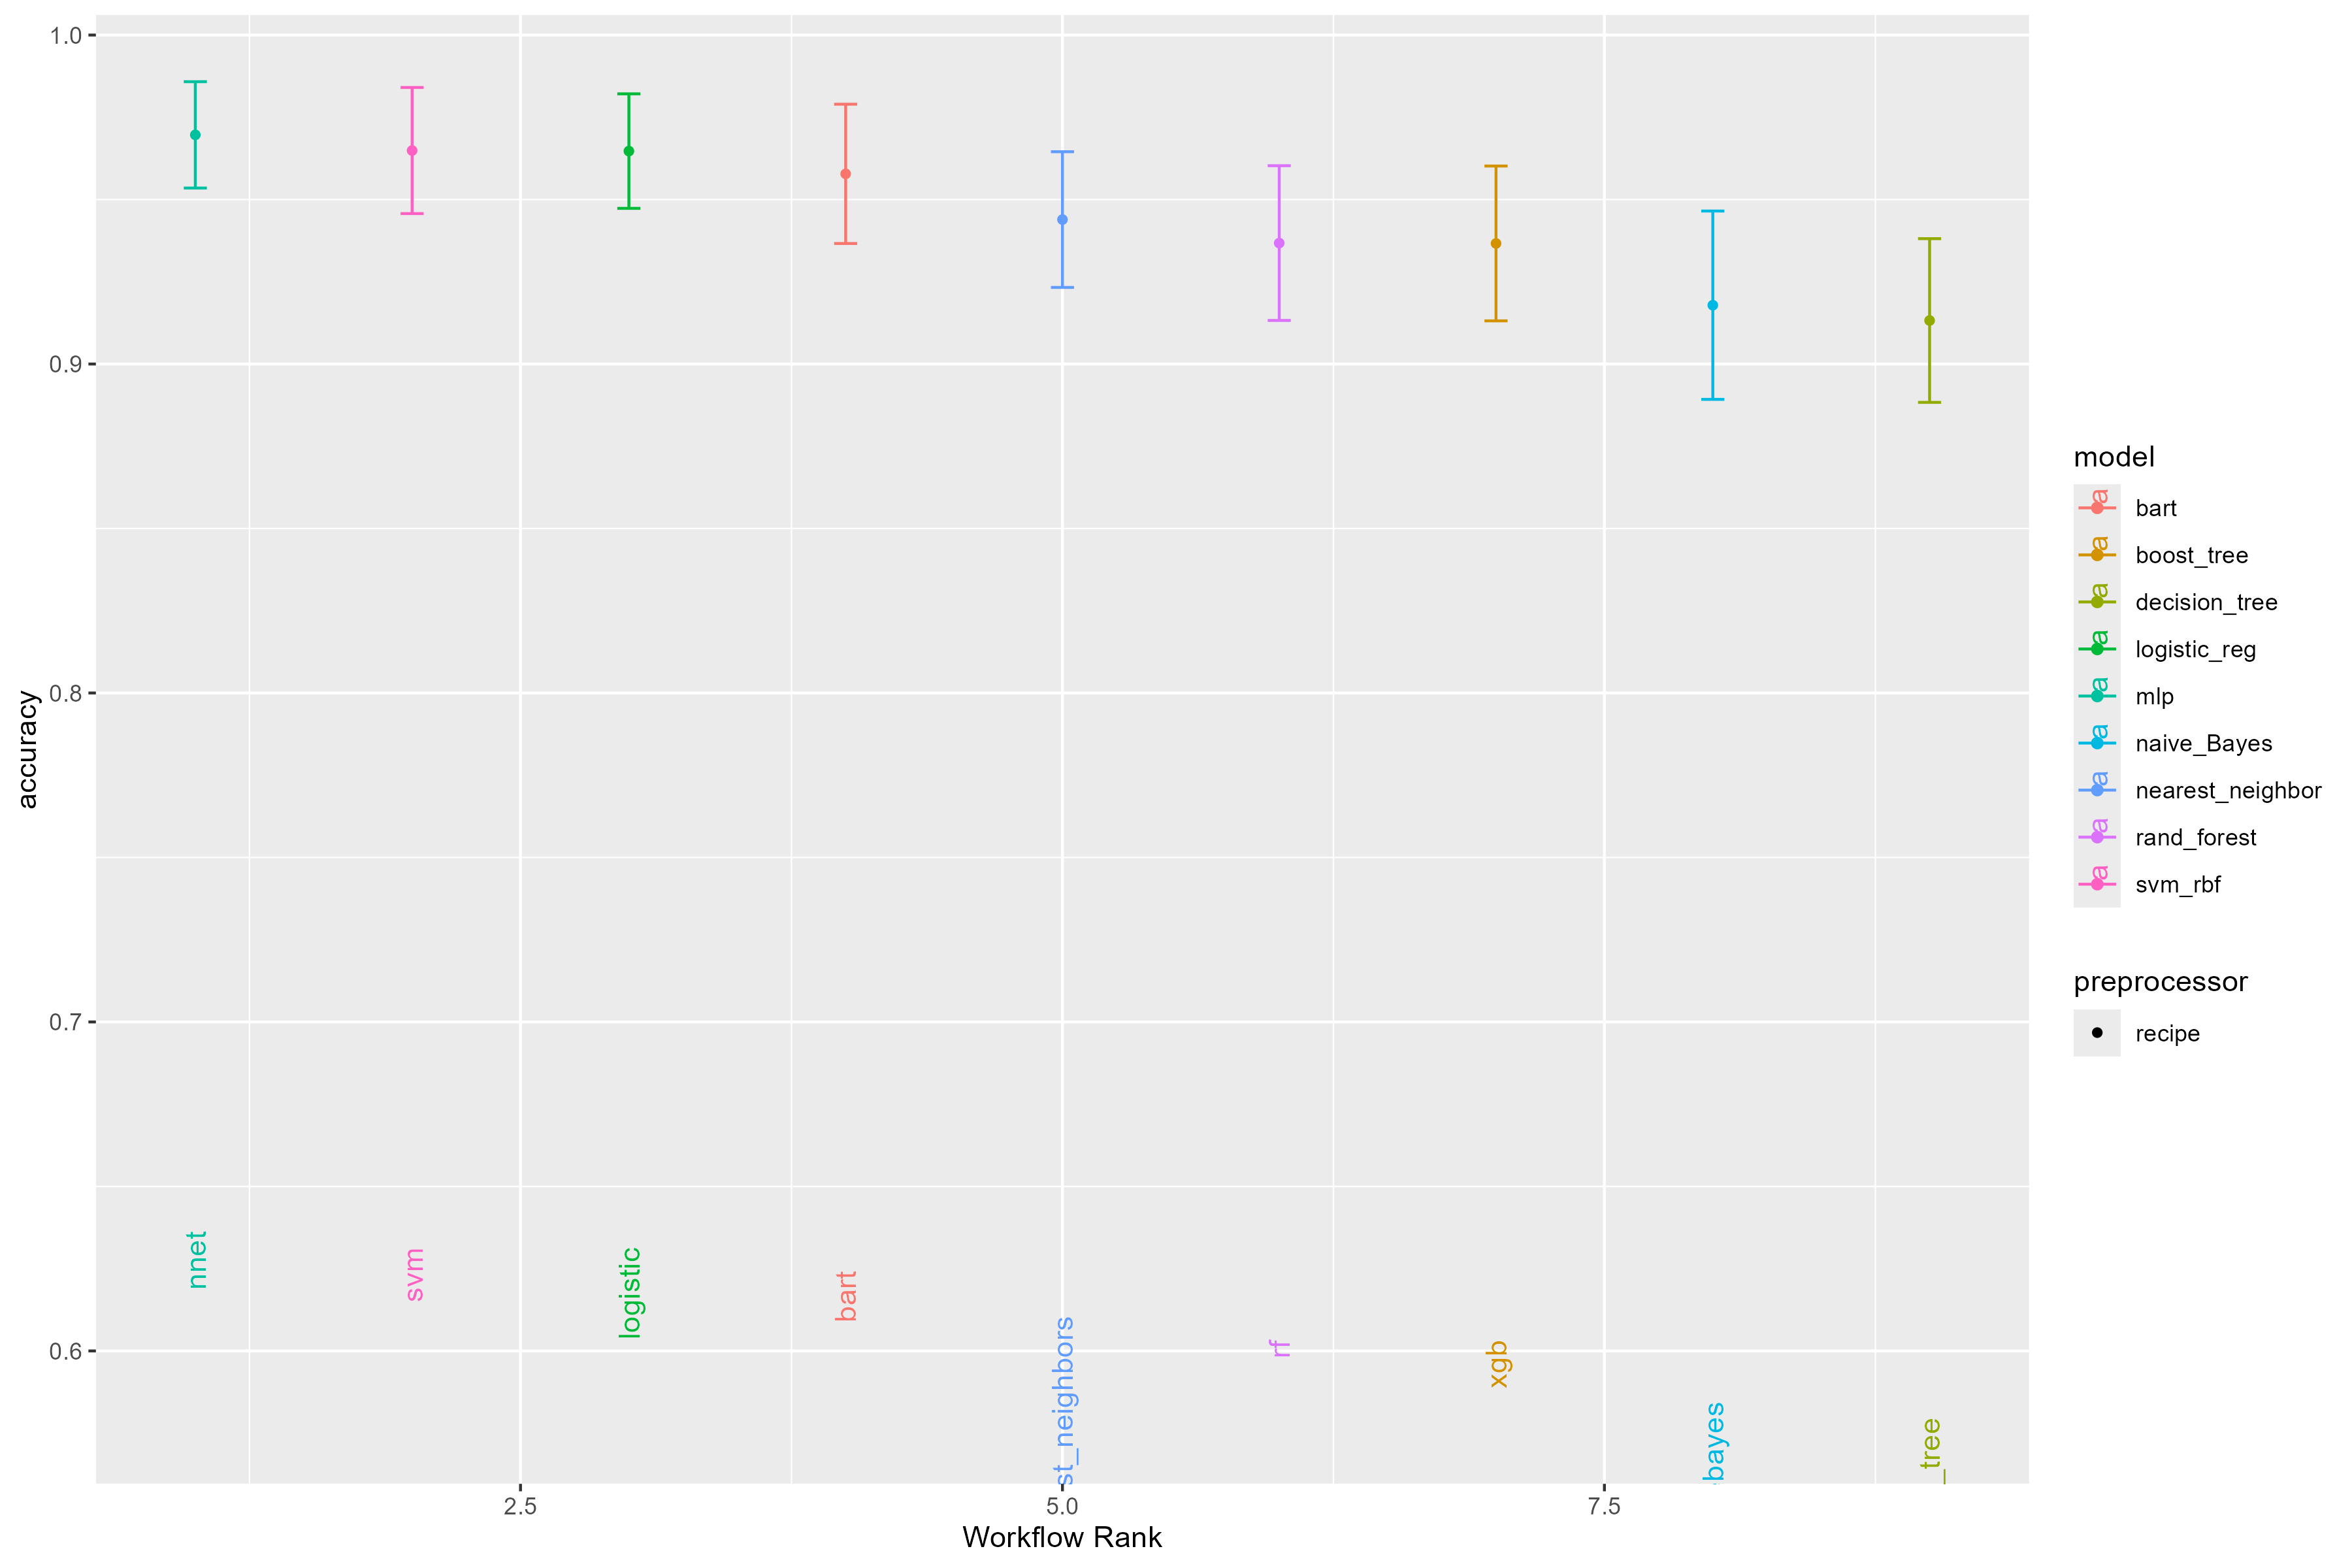 accuracy
1.0
0.9
0.8
0.7
0.6
nnet
svm
logistic
bart
st_neighbors
rf
xgb
bayes
_tree
2.5
5.0
7.5
Workflow Rank
model
a bart
a boost_tree
a decision_tree
a logistic_reg
a mlp
a naive_Bayes
a nearest_neighbor
a rand_forest
a svm_rbf
preprocessor
recipe